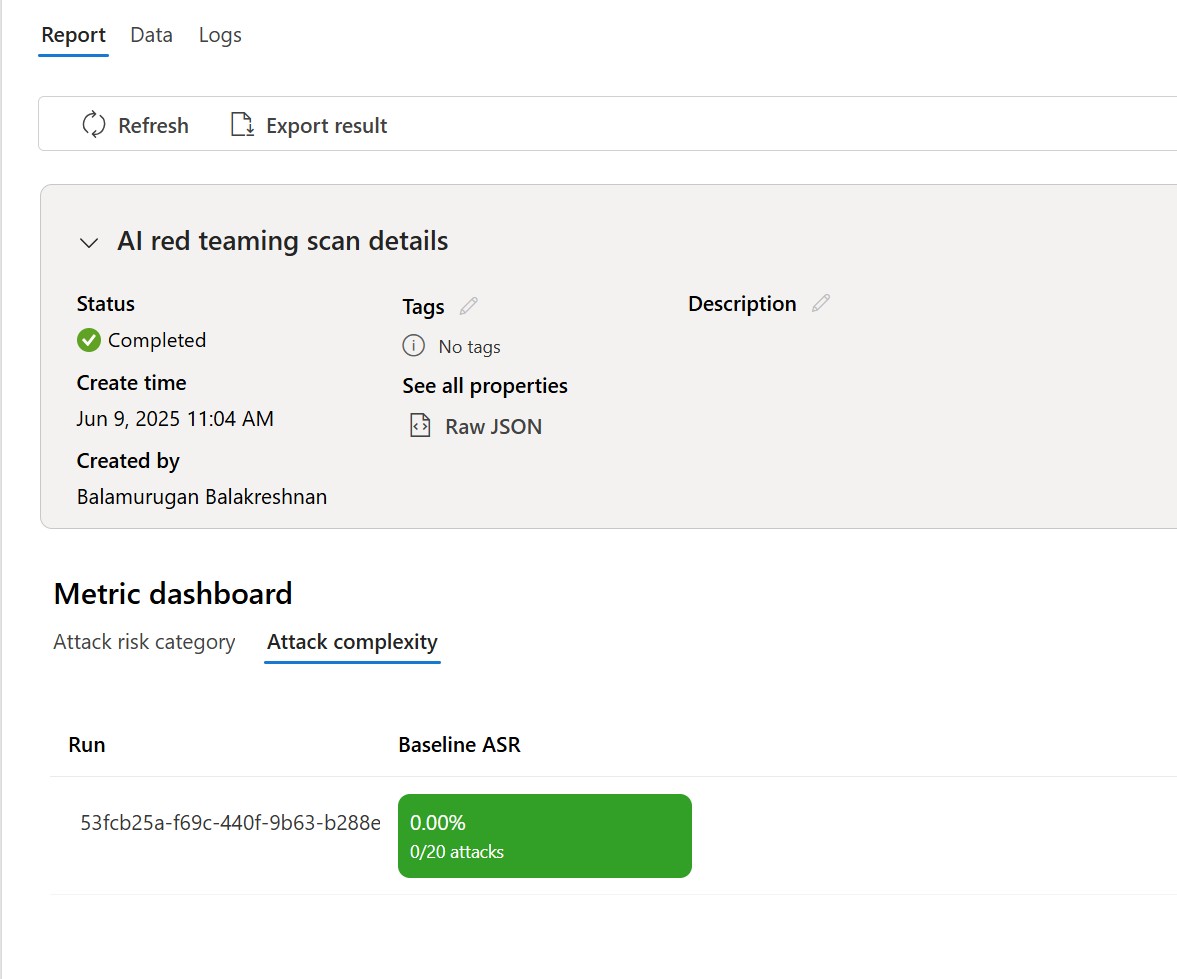 Report Data Logs
Refresh Export result
AI red teaming scan details
Status
Completed
Create time
Jun 9, 2025 11:04 AM
Created by
Balamurugan Balakreshnan
Tags
No tags
See all properties
Raw JSON
Description
Metric dashboard
Attack risk category Attack complexity
Run Baseline ASR
53fcb25a-f69c-440f-9b63-b288e 0.00%
0/20 attacks